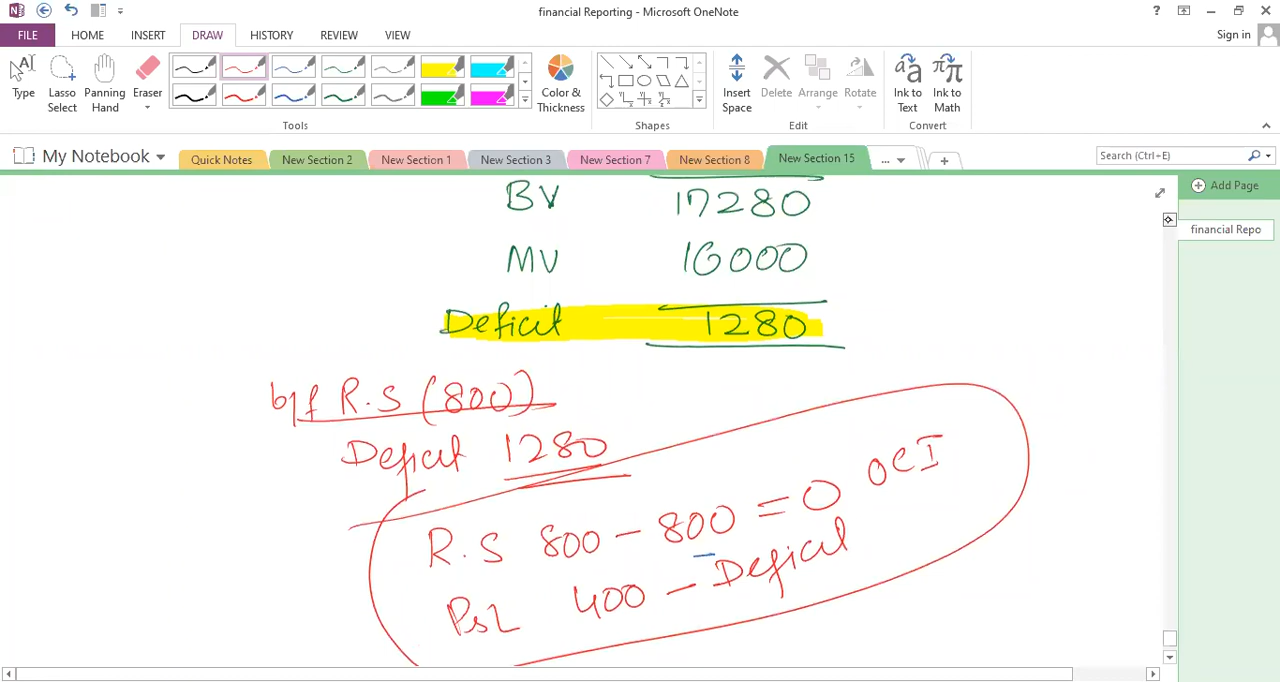 financial Reporting - Microsoft OneNote
?
FILE HOME INSERT DRAW HISTORY REVIEW VIEW
Sign in
Type
Lasso Select
Panning Hand
Eraser
Color & Thickness
Insert Space
Delete
Arrange
Rotate
Ink to Text
Ink to Math
Tools
Shapes
Edit
Convert
My Notebook
Quick Notes
New Section 2
New Section 1
New Section 3
New Section 7
New Section 8
New Section 15
...
Search (Ctrl+E)
Add Page
financial Repo
BV 17280
MV 16000
Deficit 1280
b/f R.S (800)
Deficit 1280
R.S 800 - 800 = 0 OCI
P&L 400 - Deficit